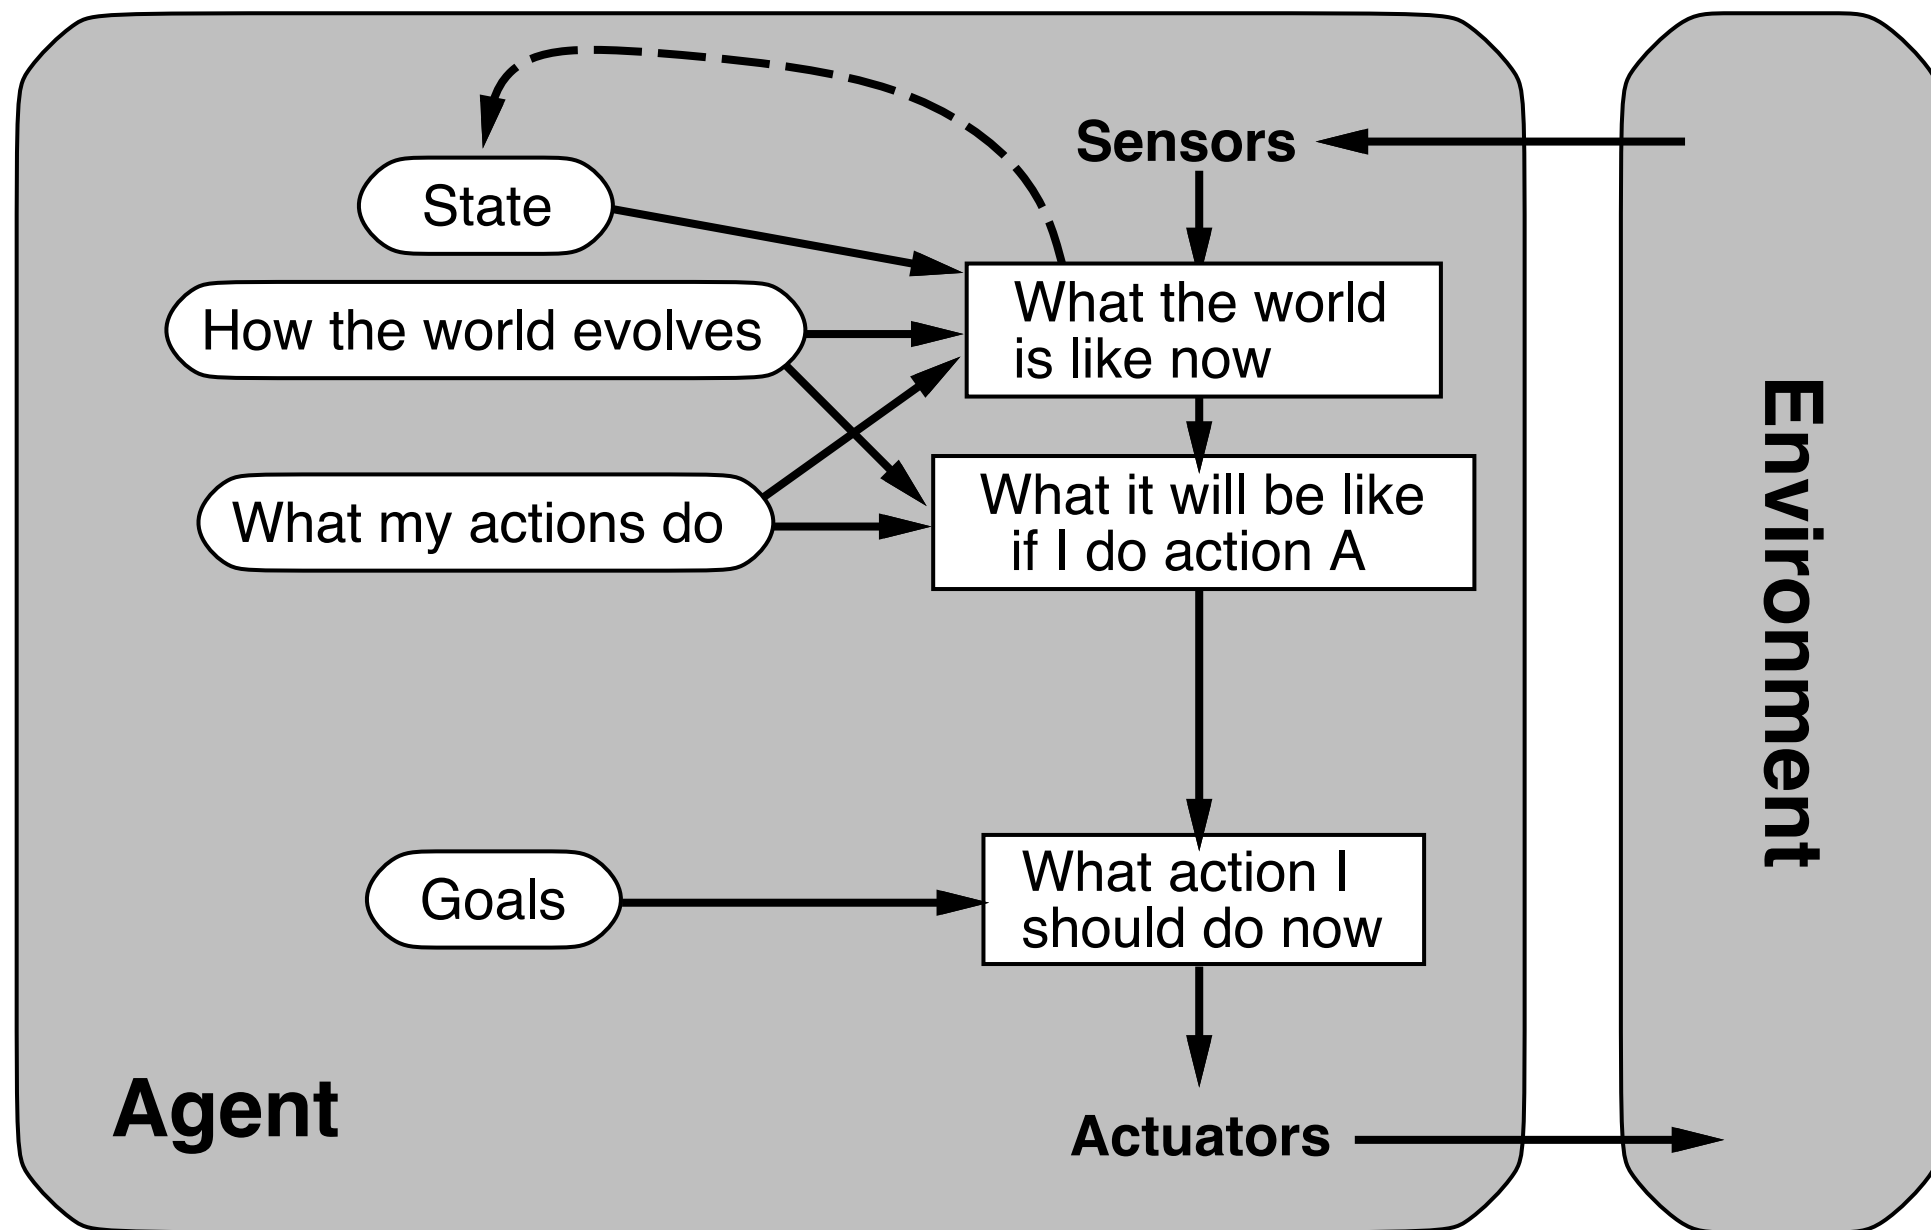 Sensors
State
What the world
is like now
How the world evolves
What it will be like
if I do action A
What my actions do
Environment
Goals
What action I
should do now
Agent
Actuators